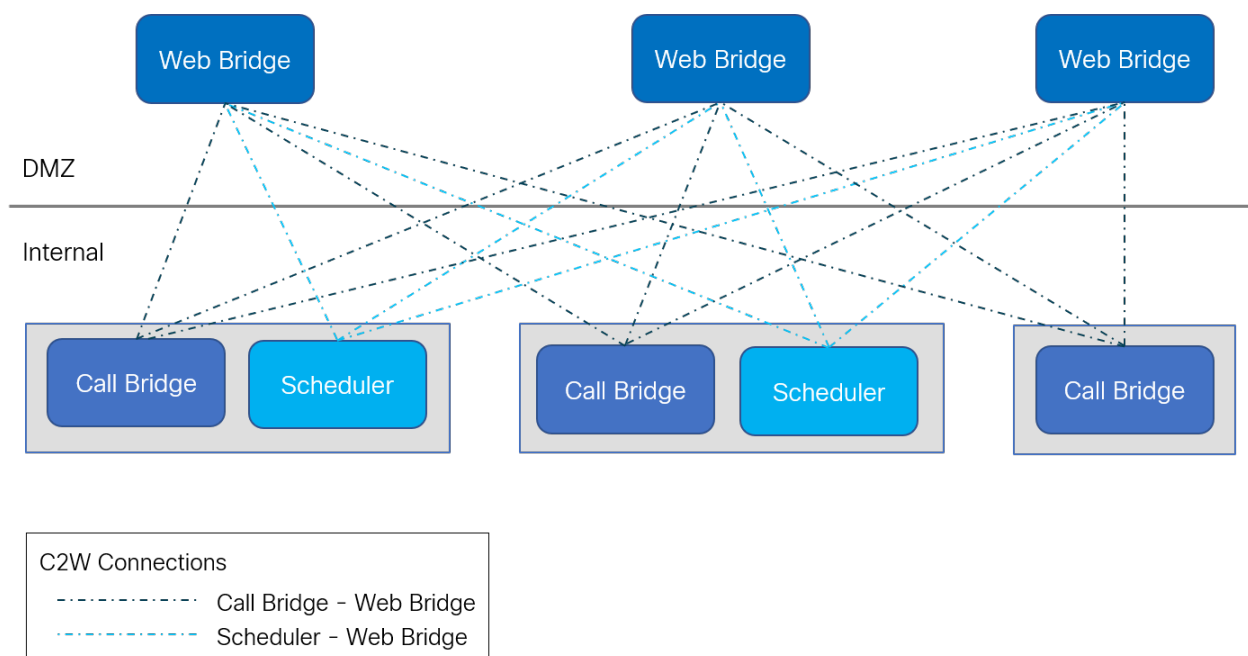 Web Bridge
Web Bridge
Web Bridge
DMZ
Internal
Call Bridge
Scheduler
Call Bridge
Scheduler
Call Bridge
C2W Connections
Call Bridge - Web Bridge
Scheduler - Web Bridge